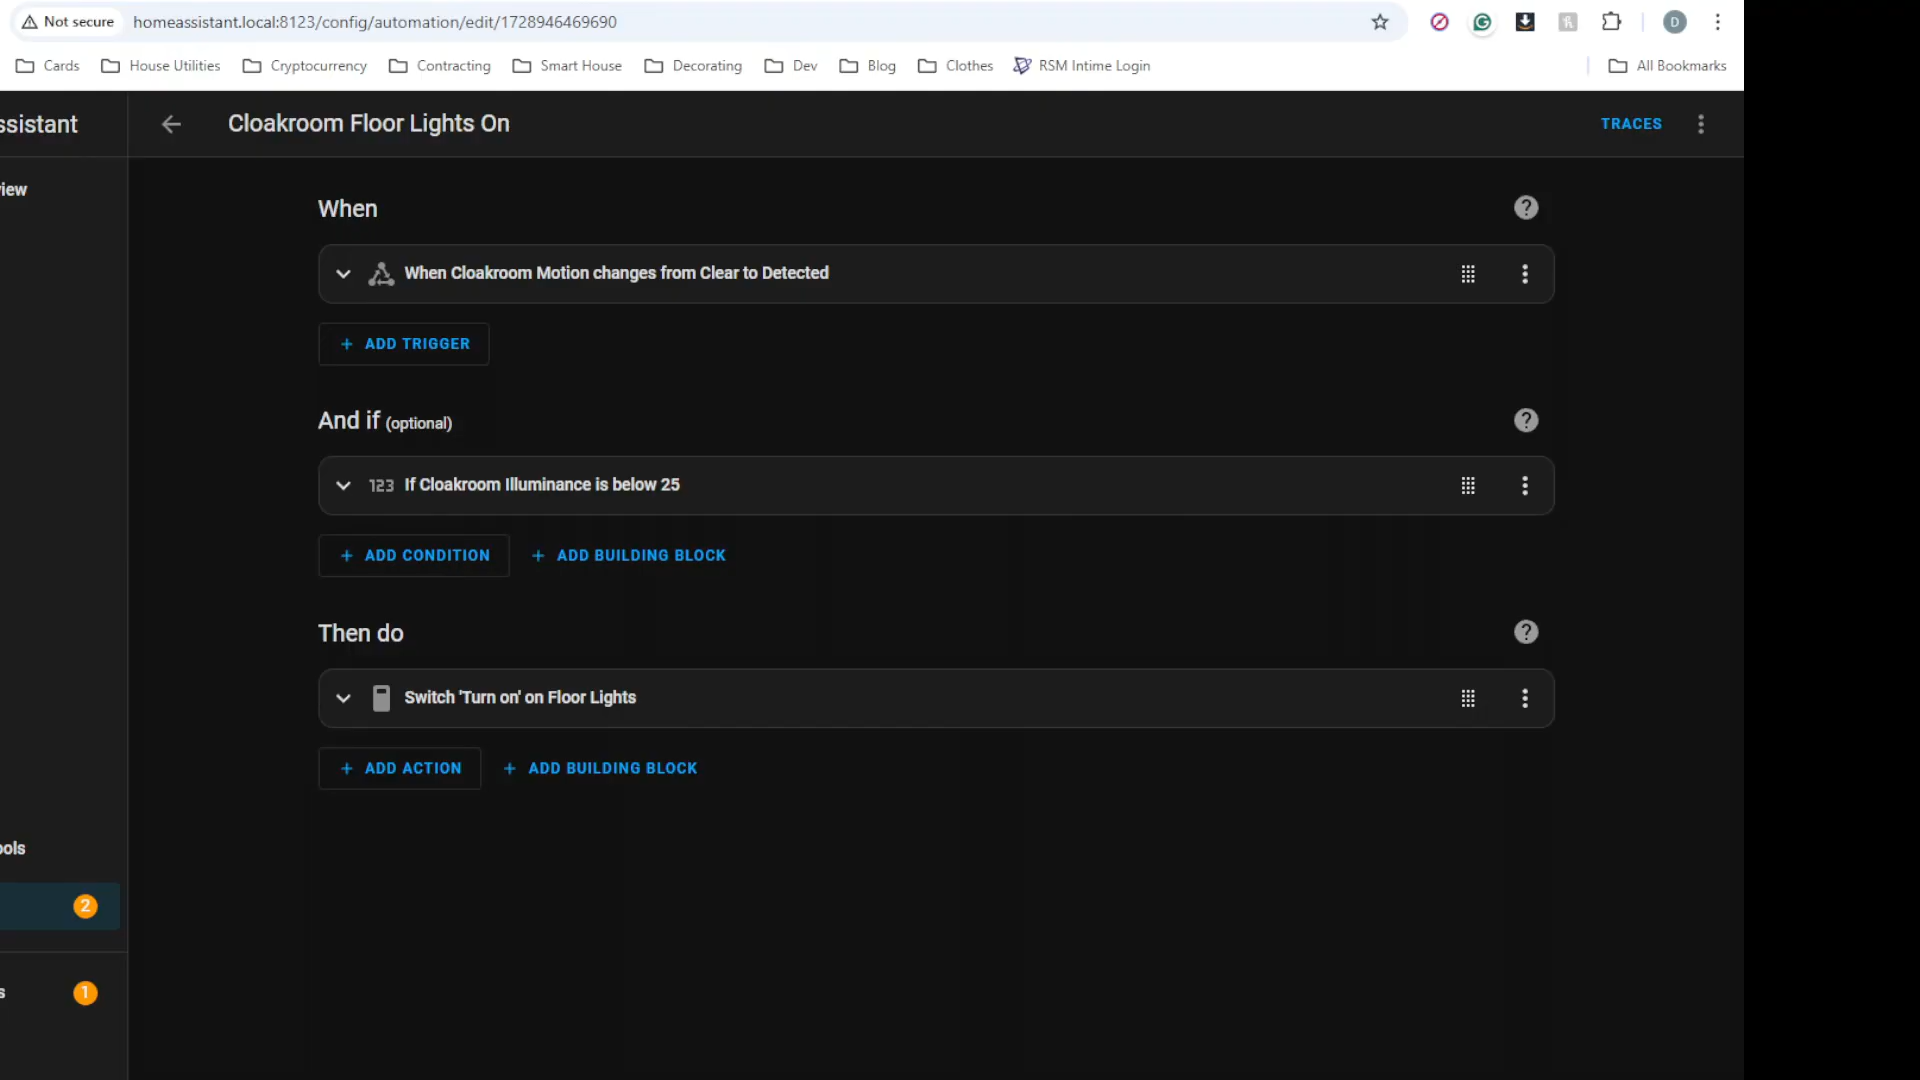 Not secure homeassistant.local:8123/config/automation/edit/1728946469690 D
Cards House Utilities Cryptocurrency Contracting Smart House Decorating Dev Blog Clothes RSM Intime Login All Bookmarks
ssistant Cloakroom Floor Lights On TRACES
iew
When
When Cloakroom Motion changes from Clear to Detected
+ ADD TRIGGER
And if (optional)
123 If Cloakroom Illuminance is below 25
+ ADD CONDITION + ADD BUILDING BLOCK
Then do
Switch 'Turn on' on Floor Lights
+ ADD ACTION + ADD BUILDING BLOCK
ools
2
s 1